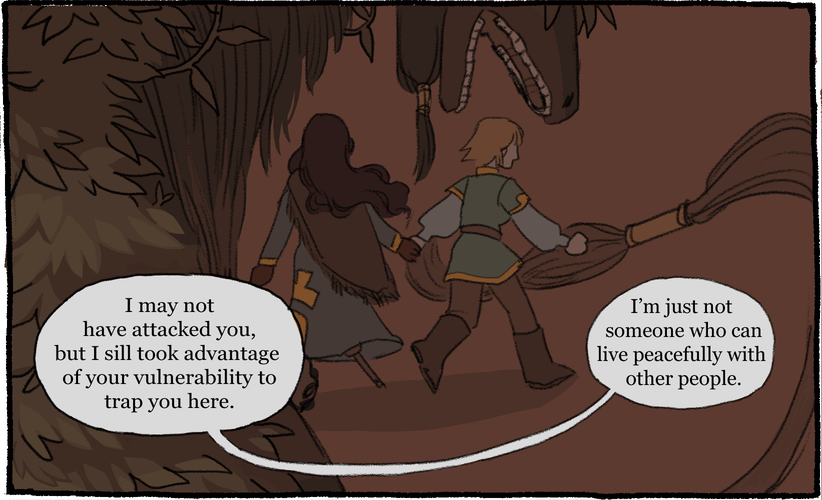 I may not
have attacked you,
but I sill took advantage
of your vulnerability to
trap you here.
I'm just not
someone who can
live peacefully with
other people.